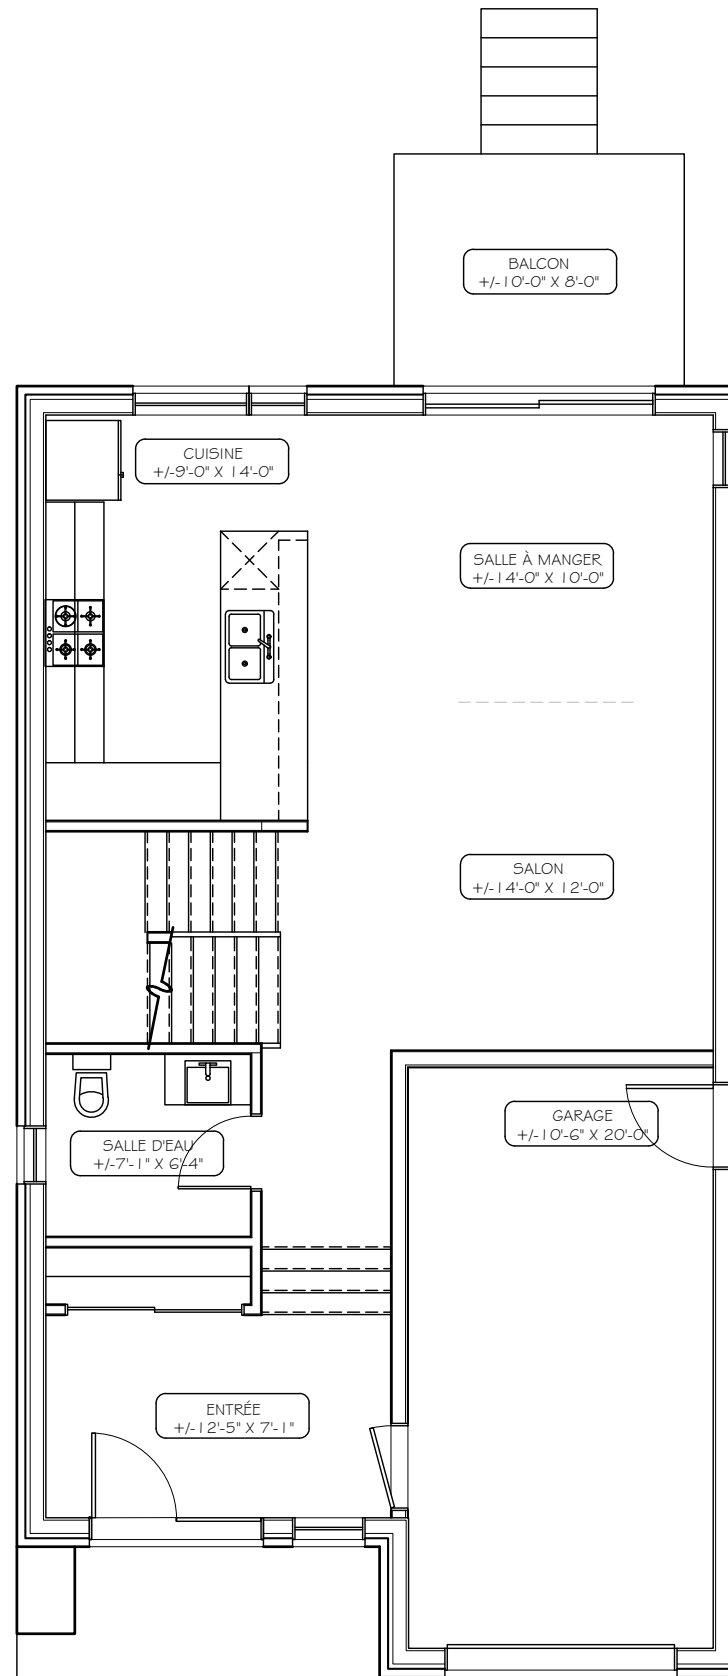 BALCON
+/-10'-0" X 8'-0"
CUISINE
+/-9'-0" X 14'-0"
SALLE À MANGER
+/-14'-0" X 10'-0"
SALON
+/-14'-0" X 12'-0"
GARAGE
+/-10'-6" X 20'-0"
SALLE D'EAU
+/-7'-1" X 6'-4"
ENTRÉE
+/-12'-5" X 7'-1"